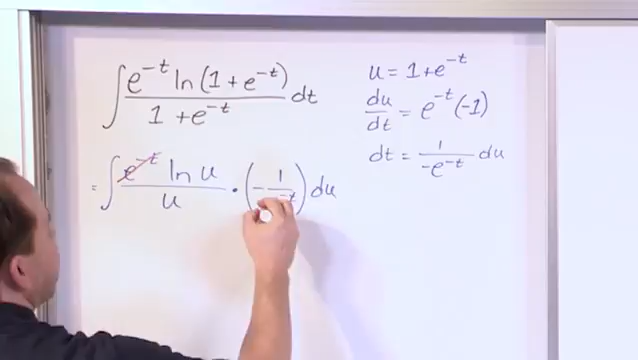 ∫ e^-t ln(1+e^-t) / 1+e^-t dt
= ∫ e^-t ln u / u • (- 1 / -t) du
u = 1+e^-t
du/dt = e^-t(-1)
dt = 1/-e^-t du